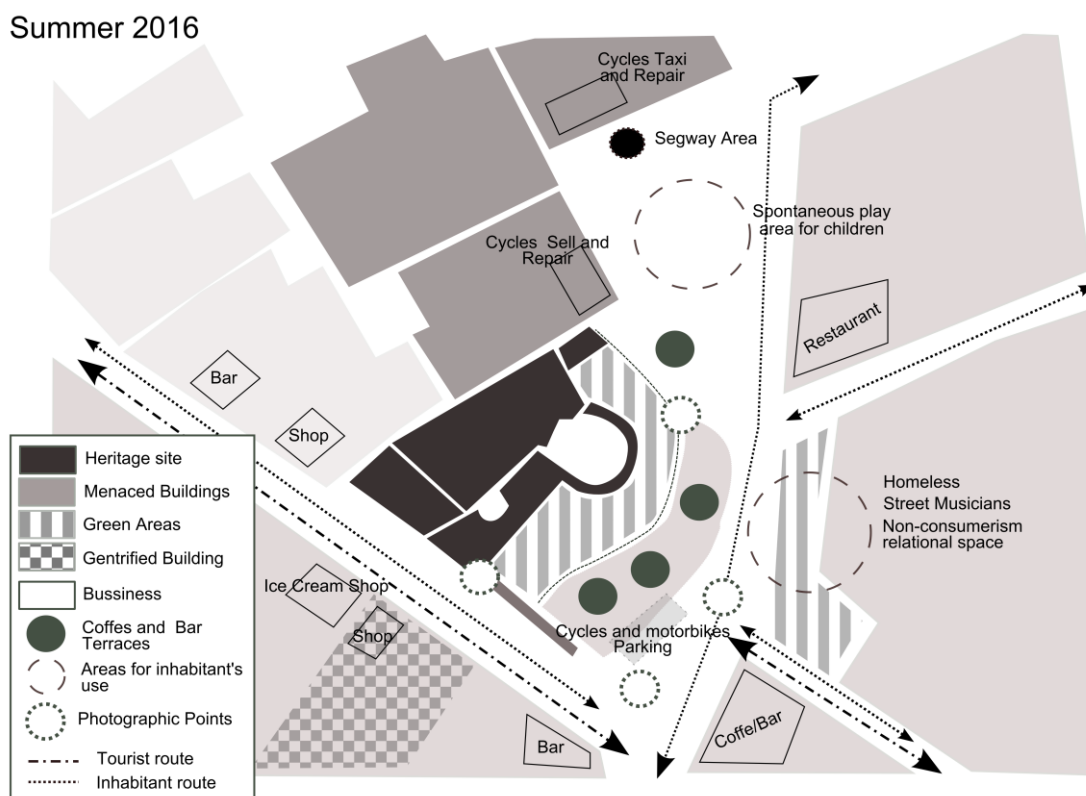 Summer 2016
Cycles Taxi
and Repair
Segway Area
Spontaneous play
area for children
Cycles Sell and
Repair
Restaurant
Bar
Shop
Homeless
Street Musicians
Non-consumerism
relational space
Ice Cream Shop
Shop
Cycles and motorbikes
Parking
Bar
Coffe/Bar
Heritage site
Menaced Buildings
Green Areas
Gentrified Building
Bussiness
Coffes and Bar
Terraces
Areas for inhabitant's
use
Photographic Points
Tourist route
Inhabitant route